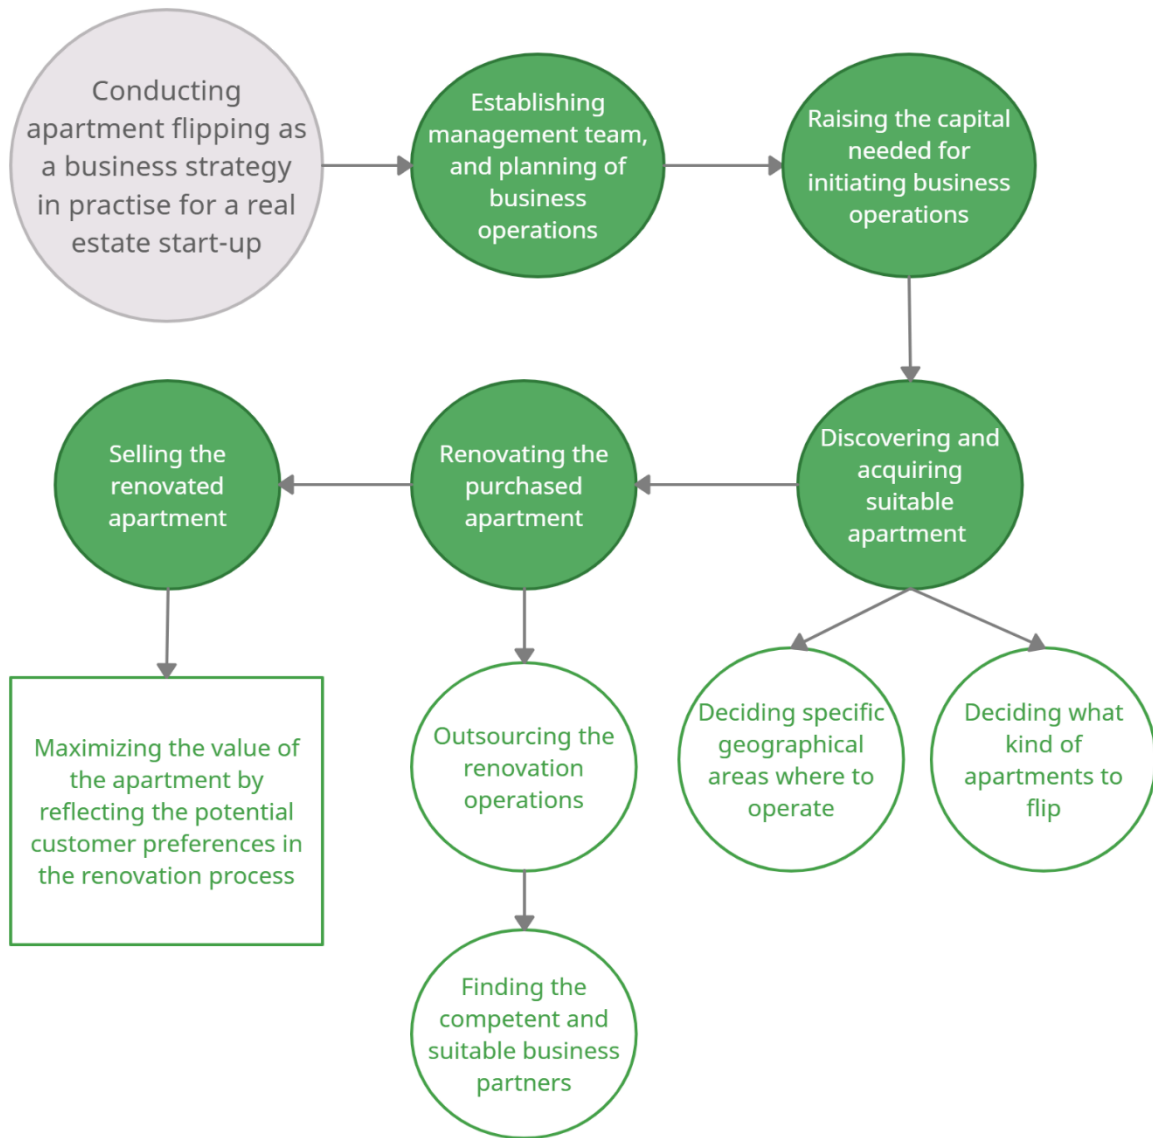 Conducting
apartment flipping as
a business strategy
in practise for a real
estate start-up
Establishing
management team,
and planning of
business
operations
Raising the capital
needed for
initiating business
operations
Selling the
renovated
apartment
Renovating the
purchased
apartment
Discovering and
acquiring
suitable
apartment
Maximizing the value of
the apartment by
reflecting the potential
customer preferences in
the renovation process
Outsourcing the
renovation
operations
Deciding specific
geographical
areas where to
operate
Deciding what
kind of
apartments to
flip
Finding the
competent and
suitable business
partners